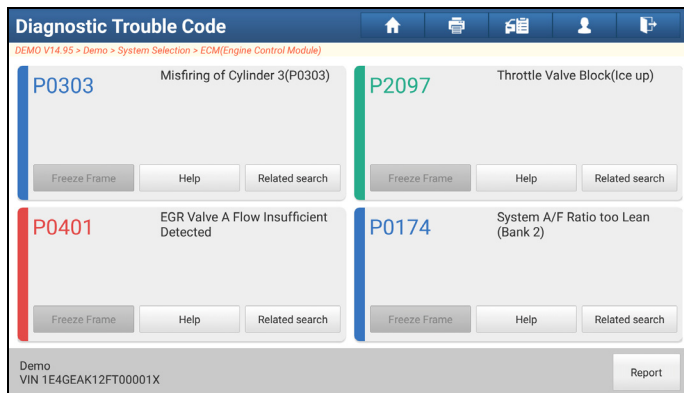 Diagnostic Trouble Code
DEMO V14.95 > Demo > System Selection > ECM(Engine Control Module)
P0303
Misfiring of Cylinder 3(P0303)
Freeze Frame
Help
Related search
P2097
Throttle Valve Block(Ice up)
Freeze Frame
Help
Related search
P0401
EGR Valve A Flow Insufficient
Detected
Freeze Frame
Help
Related search
P0174
System A/F Ratio too Lean
(Bank 2)
Freeze Frame
Help
Related search
Demo
VIN 1E4GEAK12FT00001X
Report